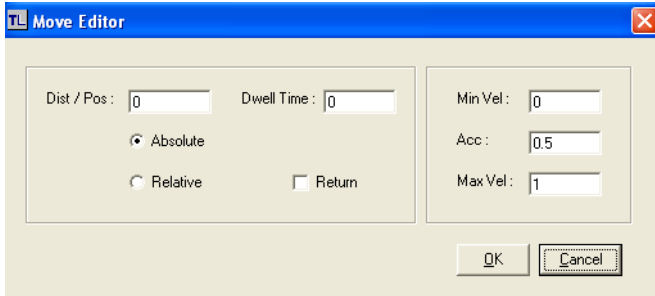 TL Move Editor
Dist / Pos : 0 Dwell Time : 0 Min Vel : 0
Absolute Acc : 0.5
Relative Return Max Vel : 1
OK Cancel